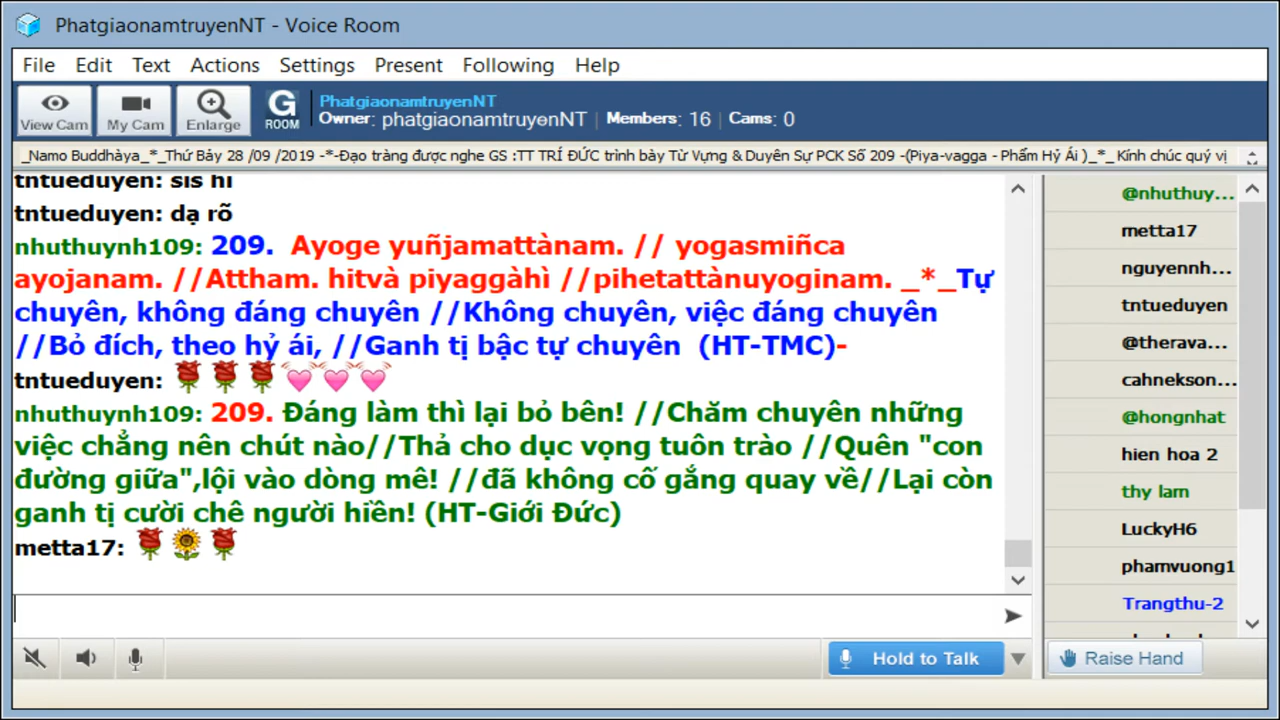 PhatgiaonamtruyenNT - Voice Room
File Edit Text Actions Settings Present Following Help
View Cam My Cam Enlarge G ROOM
PhatgiaonamtruyenNT
Owner: phatgiaonamtruyenNT | Members: 16 | Cams: 0
_Namo Buddhàya_*_Thứ Bảy 28 /09 /2019 -*-Đạo tràng được nghe GS :TT TRÍ ĐỨC trình bày Từ Vựng & Duyên Sự PCK Số 209 -(Piya-vagga - Phẩm Hỷ Ái )_*_ Kính chúc quý vị
tntueduyen: sis hi
tntueduyen: dạ rõ
nhuthuynh109: 209. Ayoge yuñjamattànam. // yogasmiñca
ayojanam. //Attham. hitvà piyaggàhì //pihetattànuyoginam. _*_Tự
chuyên, không đáng chuyên //Không chuyên, việc đáng chuyên
//Bỏ đích, theo hỷ ái, //Ganh tị bậc tự chuyên (HT-TMC)-
tntueduyen:
nhuthuynh109: 209. Đáng làm thì lại bỏ bên! //Chăm chuyên những
việc chẳng nên chút nào//Thả cho dục vọng tuôn trào //Quên "con
đường giữa",lội vào dòng mê! //đã không cố gắng quay về//Lại còn
ganh tị cười chê người hiền! (HT-Giới Đức)
metta17:
@nhuthuy...
metta17
nguyennh...
tntueduyen
@therava...
cahnekson...
@hongnhat
hien hoa 2
thy lam
LuckyH6
phamvuong1
Trangthu-2
Hold to Talk
Raise Hand